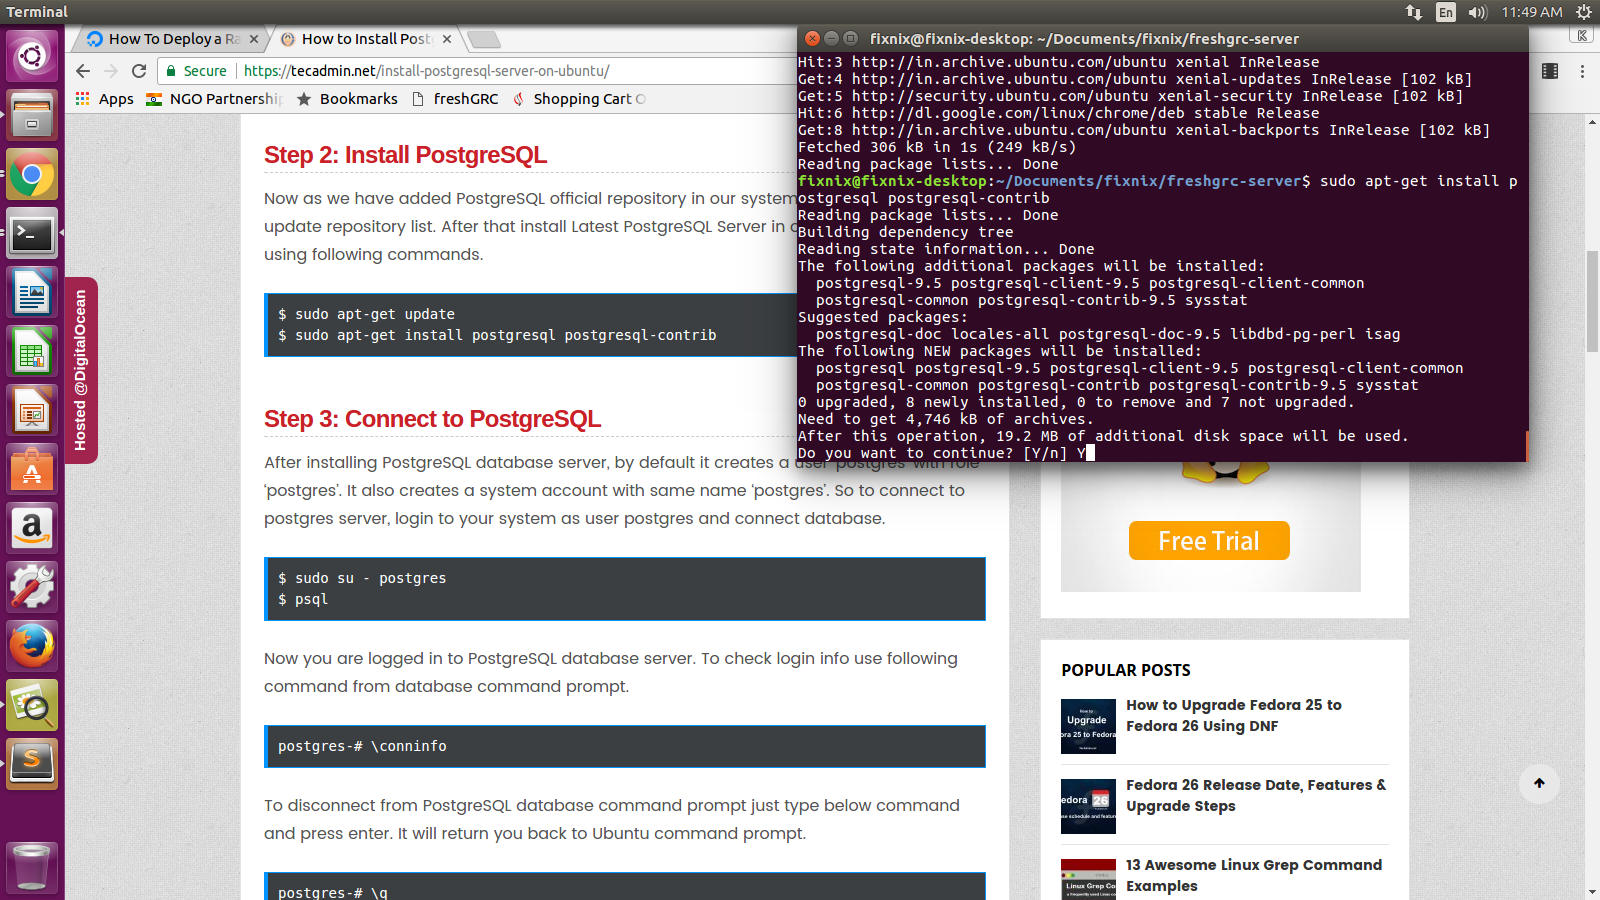 Terminal
En
11:49 AM
How To Deploy a Ra
How to Install Post
Secure
https://tecadmin.net/install-postgresql-server-on-ubuntu/
Apps
NGO Partnership
Bookmarks
freshGRC
Shopping Cart O
Hosted @DigitalOcean
Step 2: Install PostgreSQL
Now as we have added PostgreSQL official repository in our system
update repository list. After that install Latest PostgreSQL Server in o
using following commands.
$ sudo apt-get update
$ sudo apt-get install postgresql postgresql-contrib
Step 3: Connect to PostgreSQL
After installing PostgreSQL database server, by default it creates a user 'postgres' with role
‘postgres’. It also creates a system account with same name ‘postgres’. So to connect to
postgres server, login to your system as user postgres and connect database.
$ sudo su - postgres
$ psql
Now you are logged in to PostgreSQL database server. To check login info use following
command from database command prompt.
postgres-# \conninfo
To disconnect from PostgreSQL database command prompt just type below command
and press enter. It will return you back to Ubuntu command prompt.
postgres-# \q
fixnix@fixnix-desktop: ~/Documents/fixnix/freshgrc-server
Hit:3 http://in.archive.ubuntu.com/ubuntu xenial InRelease
Get:4 http://in.archive.ubuntu.com/ubuntu xenial-updates InRelease [102 kB]
Get:5 http://security.ubuntu.com/ubuntu xenial-security InRelease [102 kB]
Hit:6 http://dl.google.com/linux/chrome/deb stable Release
Get:8 http://in.archive.ubuntu.com/ubuntu xenial-backports InRelease [102 kB]
Fetched 306 kB in 1s (249 kB/s)
Reading package lists... Done
fixnix@fixnix-desktop:~/Documents/fixnix/freshgrc-server$ sudo apt-get install p
ostgresql postgresql-contrib
Reading package lists... Done
Building dependency tree
Reading state information... Done
The following additional packages will be installed:
postgresql-9.5 postgresql-client-9.5 postgresql-client-common
postgresql-common postgresql-contrib-9.5 sysstat
Suggested packages:
postgresql-doc locales-all postgresql-doc-9.5 libdbd-pg-perl isag
The following NEW packages will be installed:
postgresql postgresql-9.5 postgresql-client-9.5 postgresql-client-common
postgresql-common postgresql-contrib postgresql-contrib-9.5 sysstat
0 upgraded, 8 newly installed, 0 to remove and 7 not upgraded.
Need to get 4,746 kB of archives.
After this operation, 19.2 MB of additional disk space will be used.
Do you want to continue? [Y/n] Y
K
Free Trial
POPULAR POSTS
How to
Upgrade
ora 25 to Fedora
How to Upgrade Fedora 25 to
Fedora 26 Using DNF
edora 26
se schedule and featur
Fedora 26 Release Date, Features &
Upgrade Steps
Linux Grep Co
13 Awesome Linux Grep Command
Examples